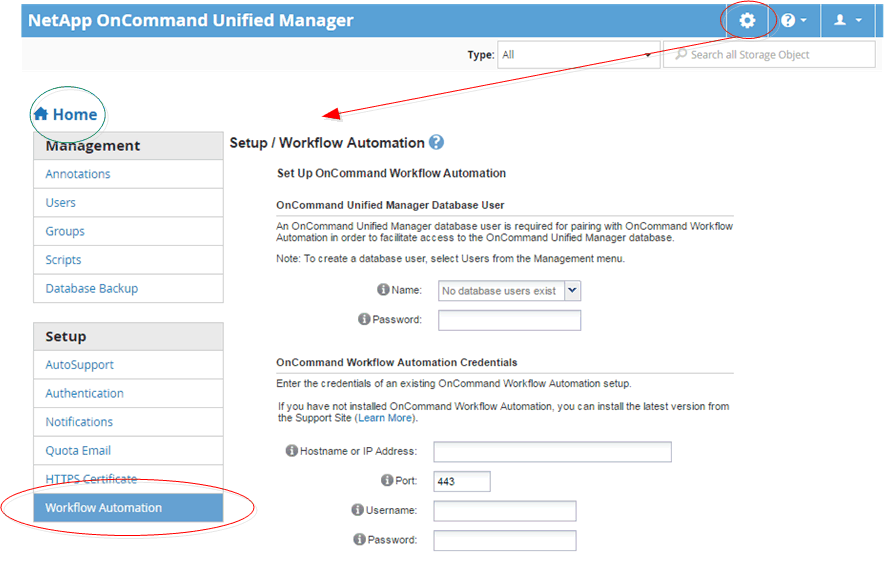 NetApp OnCommand Unified Manager
Type: All Search all Storage Object
Home
Management
Annotations
Users
Groups
Scripts
Database Backup
Setup
AutoSupport
Authentication
Notifications
Quota Email
HTTPS Certificate
Workflow Automation
Setup / Workflow Automation ?
Set Up OnCommand Workflow Automation
OnCommand Unified Manager Database User
An OnCommand Unified Manager database user is required for pairing with OnCommand Workflow
Automation in order to facilitate access to the OnCommand Unified Manager database.
Note: To create a database user, select Users from the Management menu.
Name: No database users exist
Password:
OnCommand Workflow Automation Credentials
Enter the credentials of an existing OnCommand Workflow Automation setup.
If you have not installed OnCommand Workflow Automation, you can install the latest version from
the Support Site (Learn More).
Hostname or IP Address:
Port: 443
Username:
Password: